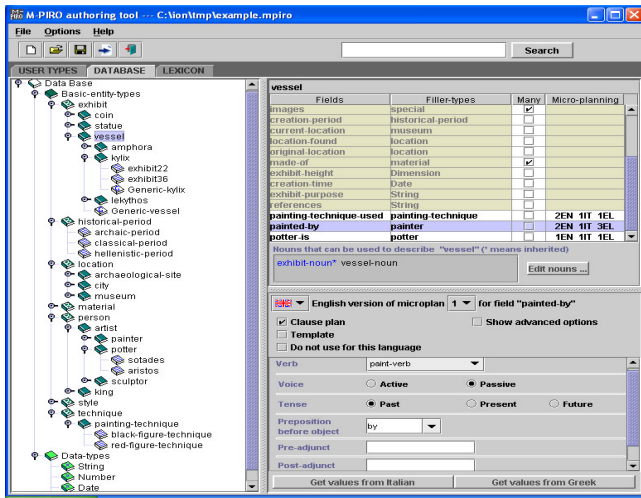 M-PIRO authoring tool --- C:\ion\tmp\example.mpiro
File Options Help
Search
USER TYPES DATABASE LEXICON
Data Base
Basic-entity-types
exhibit
coin
statue
vessel
amphora
kylix
exhibit22
exhibit36
Generic-kylix
lekythos
Generic-vessel
historical-period
archaic-period
classical-period
hellenistic-period
location
archaeological-site
city
museum
material
person
artist
painter
potter
sotades
aristos
sculptor
king
style
technique
painting-technique
black-figure-technique
red-figure-technique
Data-types
String
Number
Date
vessel
Fields Filler-types Many Micro-planning
images special
creation-period historical-period
current-location museum
location-found location
original-location location
made-of material
exhibit-height Dimension
creation-time Date
exhibit-purpose String
references String
painting-technique-used painting-technique 2EN 1IT 1EL
painted-by painter 2EN 1IT 3EL
potter-is potter 1EN 1IT 1EL
Nouns that can be used to describe "vessel" (* means inherited)
exhibit-noun* vessel-noun
Edit nouns ...
English version of microplan 1 for field "painted-by"
Clause plan Show advanced options
Template
Do not use for this language
Verb paint-verb
Voice Active Passive
Tense Past Present Future
Preposition
before object by
Pre-adjunct
Post-adjunct
Get values from Italian Get values from Greek